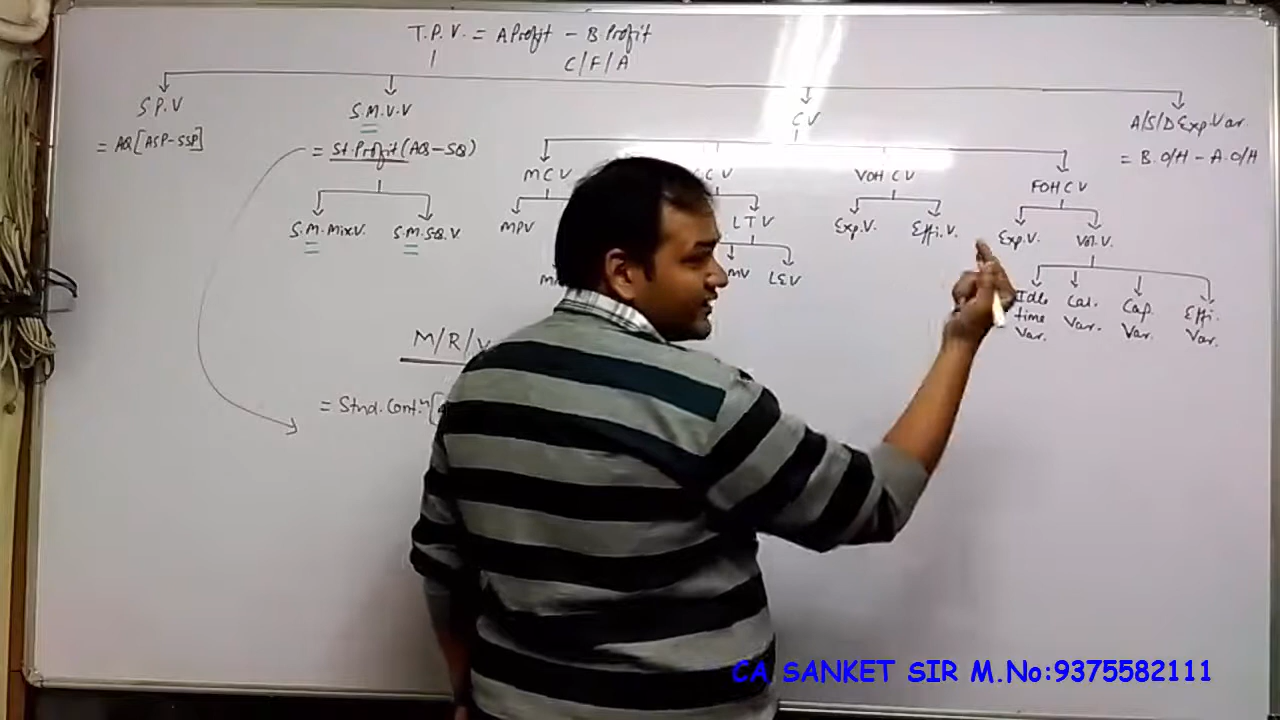 T.P.V. = A Profit - B Profit
C/F/A
S P.V
= AQ[ASP-SSP]
S.M.V.V
= St.Profit(AQ-SQ)
S.M.Mix V.
S.M.SQ.V.
CV
MCV
CV
VOH CV
FOHCV
MPV
LTV
Exp.V.
Effi.V.
Exp.V.
Vol.V.
MV
LEV
Idle time Var.
Cal. Var.
Cap. Var.
Effi. Var.
A/S/D Exp.Var.
= B.O/H - A.O/H
M/R/V
= Stnd.Contn[
CA SANKET SIR M.No:9375582111